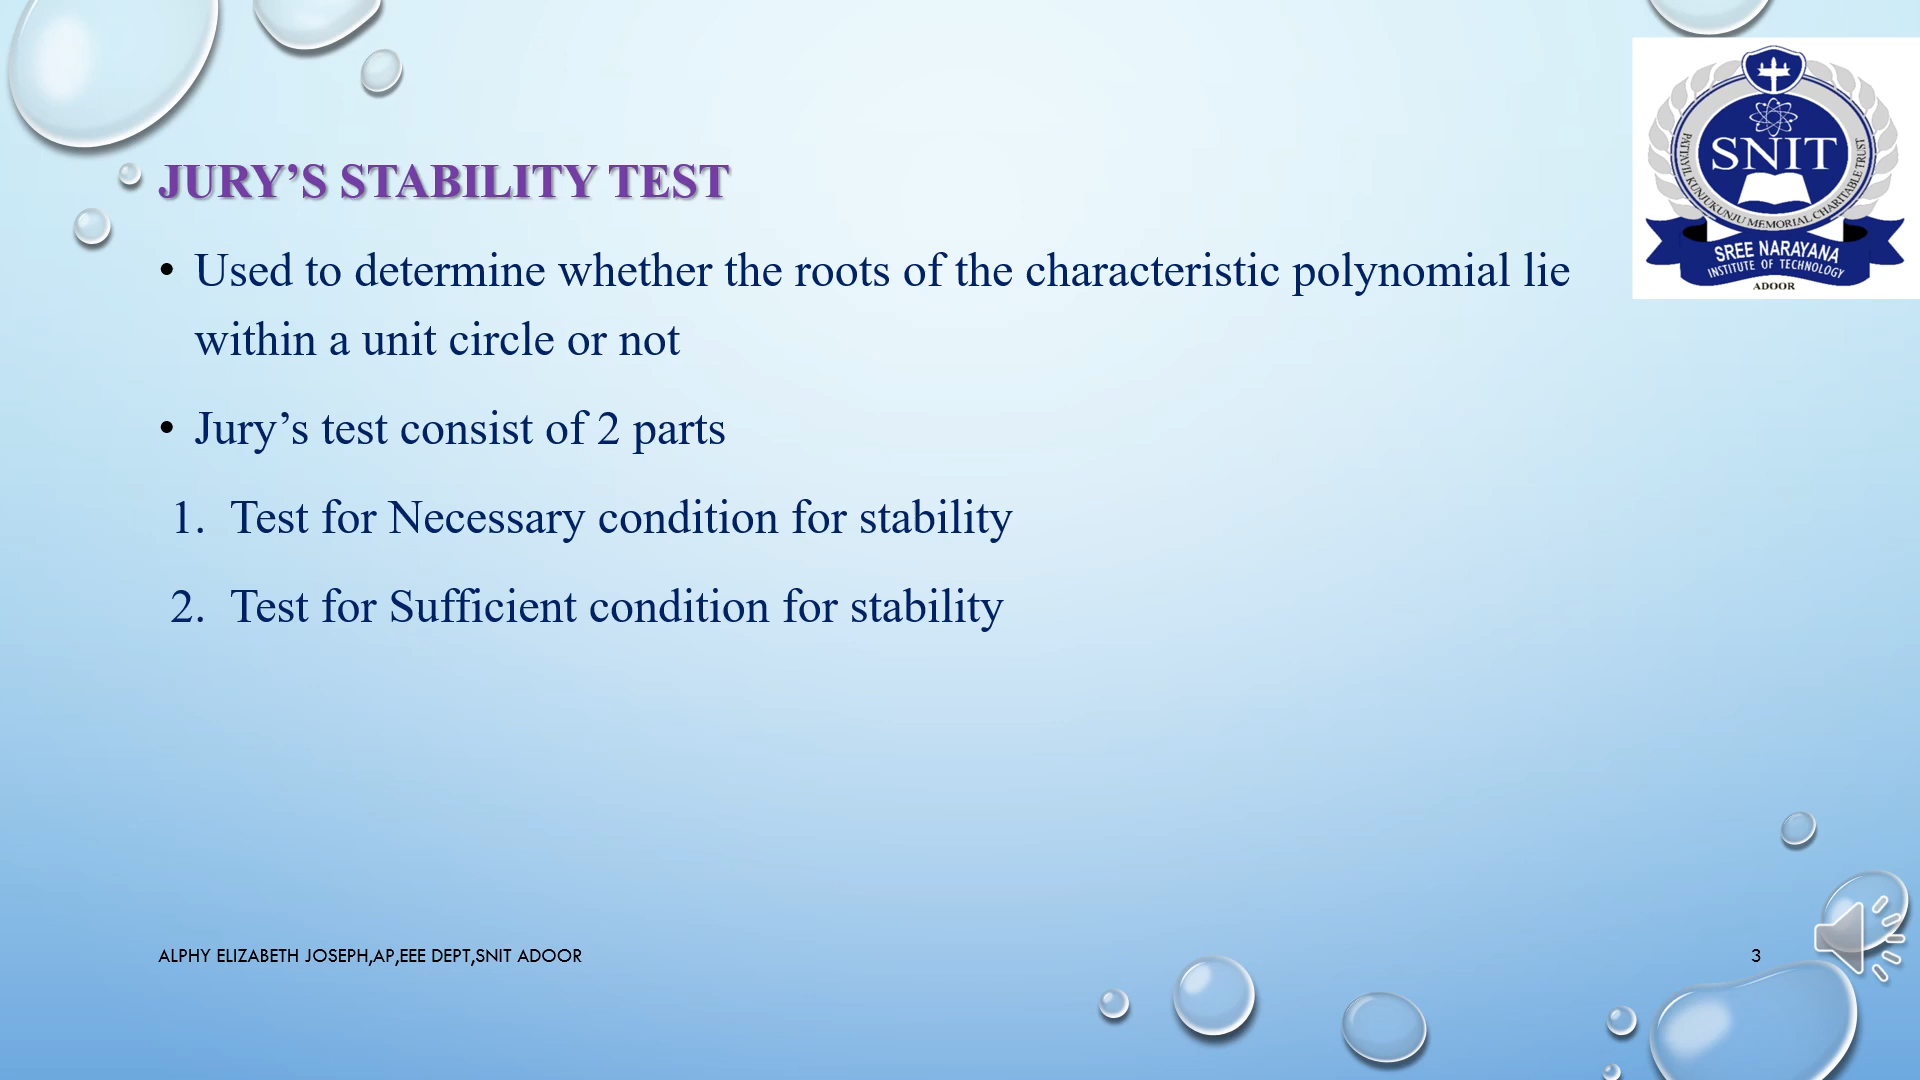 JURY’S STABILITY TEST
• Used to determine whether the roots of the characteristic polynomial lie
within a unit circle or not
• Jury’s test consist of 2 parts
1. Test for Necessary condition for stability
2. Test for Sufficient condition for stability
SNIT
PATTAYIL KUNJUKUNJU MEMORIAL CHARITABLE TRUST
SREE NARAYANA
INSTITUTE OF TECHNOLOGY
ADOOR
ALPHY ELIZABETH JOSEPH,AP,EEE DEPT,SNIT ADOOR
3